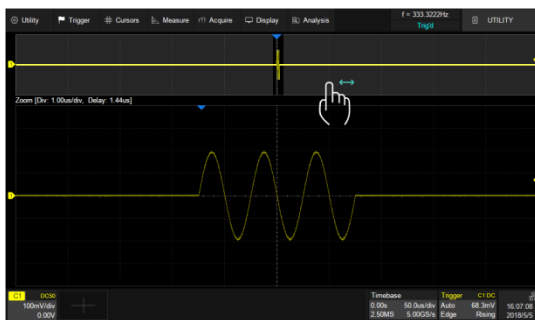 Utility Trigger Cursors Measure Acquire Display Analysis f = 333.3222Hz Trig'd UTILITY
Zoom [Div: 1.00us/div, Delay: 1.44us]
C1 DC50
100mV/div
0.00V
Timebase
0.00s 50.0us/div
2.50MS 5.00GS/s
Trigger C1 DC
Auto 68.3mV
Edge Rising
16:07:08
2018/5/5